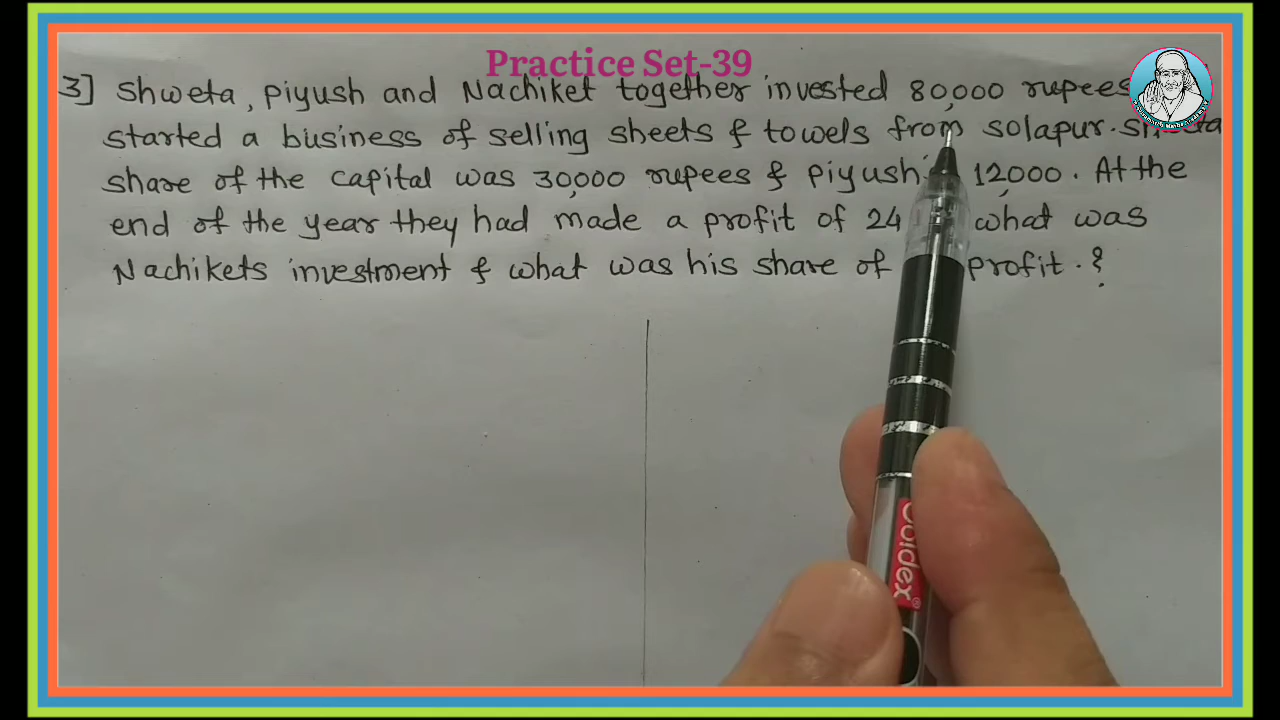 Practice Set-39
3] Shweta, Piyush and Nachiket together invested 80,000 rupees
started a business of selling sheets & towels from solapur.
share of the capital was 30,000 rupees & piyush's 12,000. At the
end of the year they had made a profit of 24 what was
Nachikets investment & what was his share of profit.?
Goldex